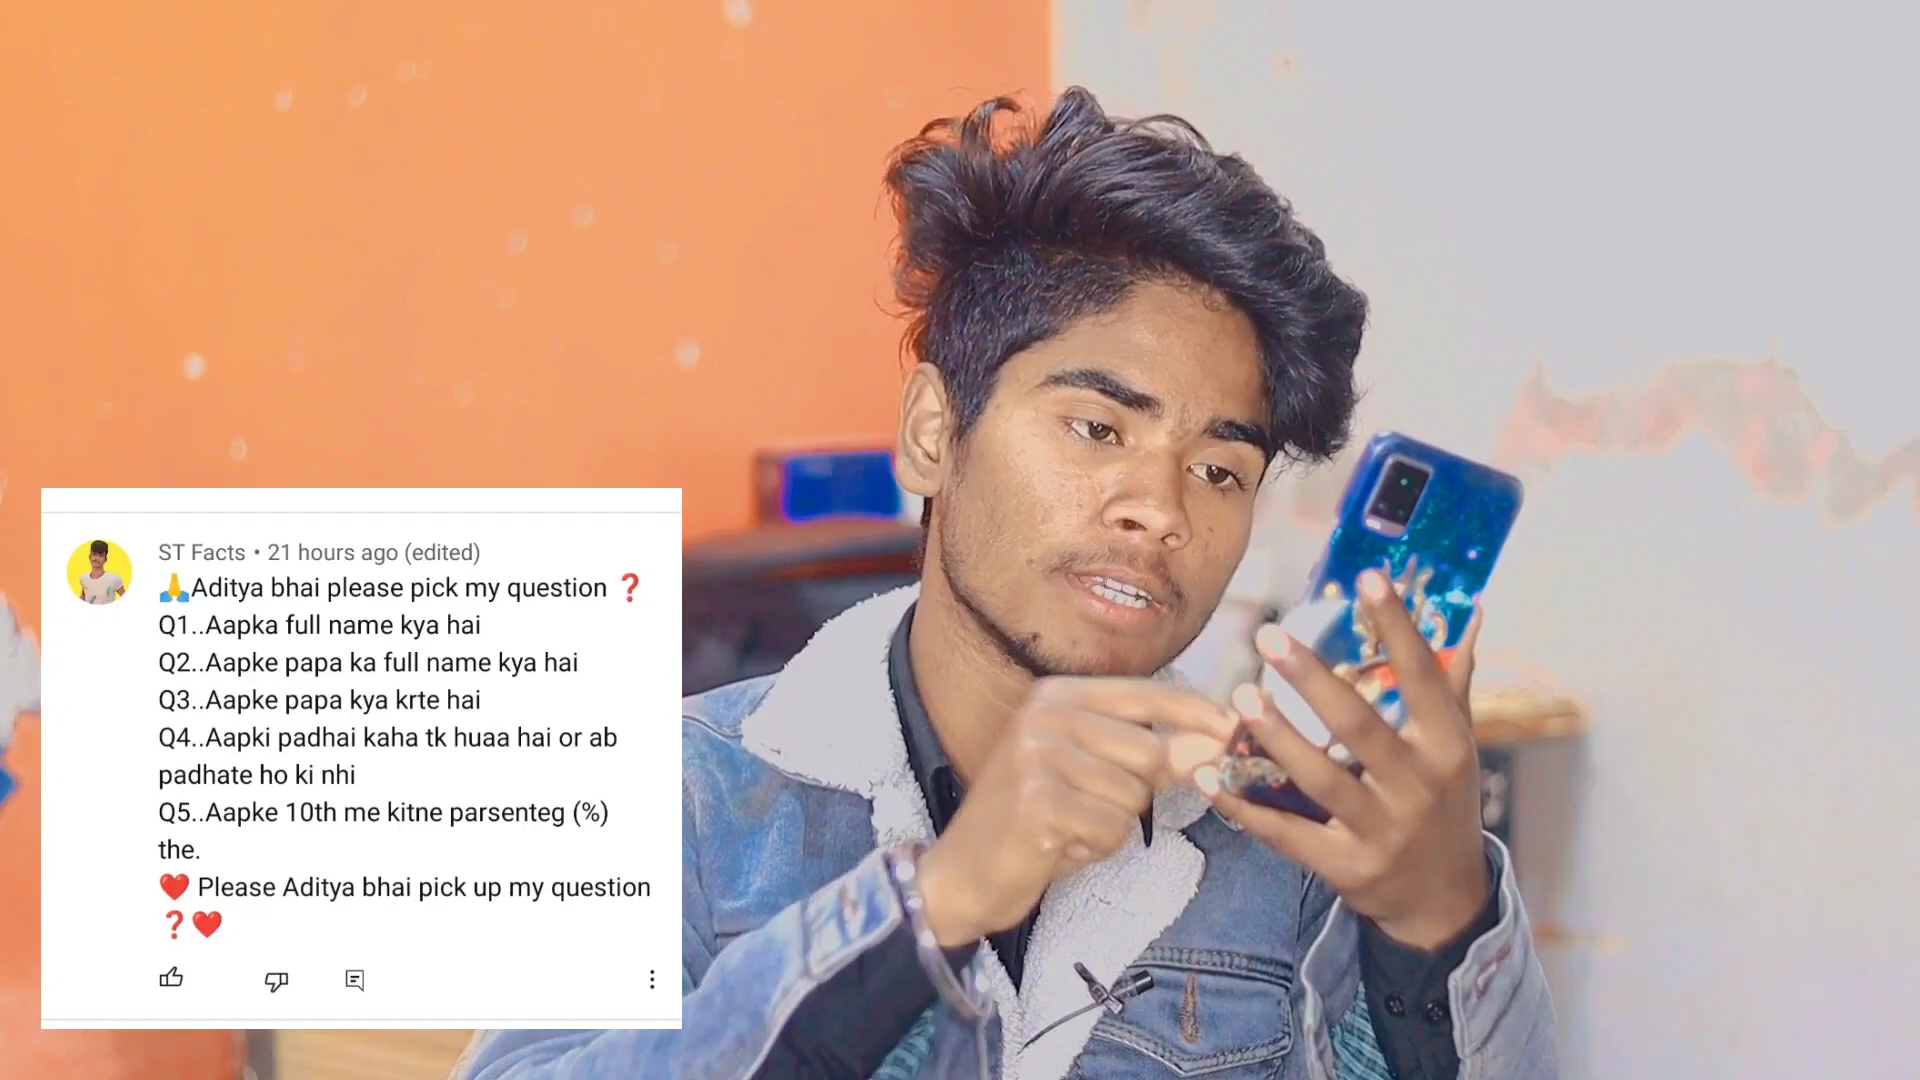 ST Facts • 21 hours ago (edited)
🙏Aditya bhai please pick my question ❓
Q1..Aapka full name kya hai
Q2..Aapke papa ka full name kya hai
Q3..Aapke papa kya krte hai
Q4..Aapki padhai kaha tk huaa hai or ab
padhate ho ki nhi
Q5..Aapke 10th me kitne parsenteg (%)
the.
❤️ Please Aditya bhai pick up my question
❓❤️